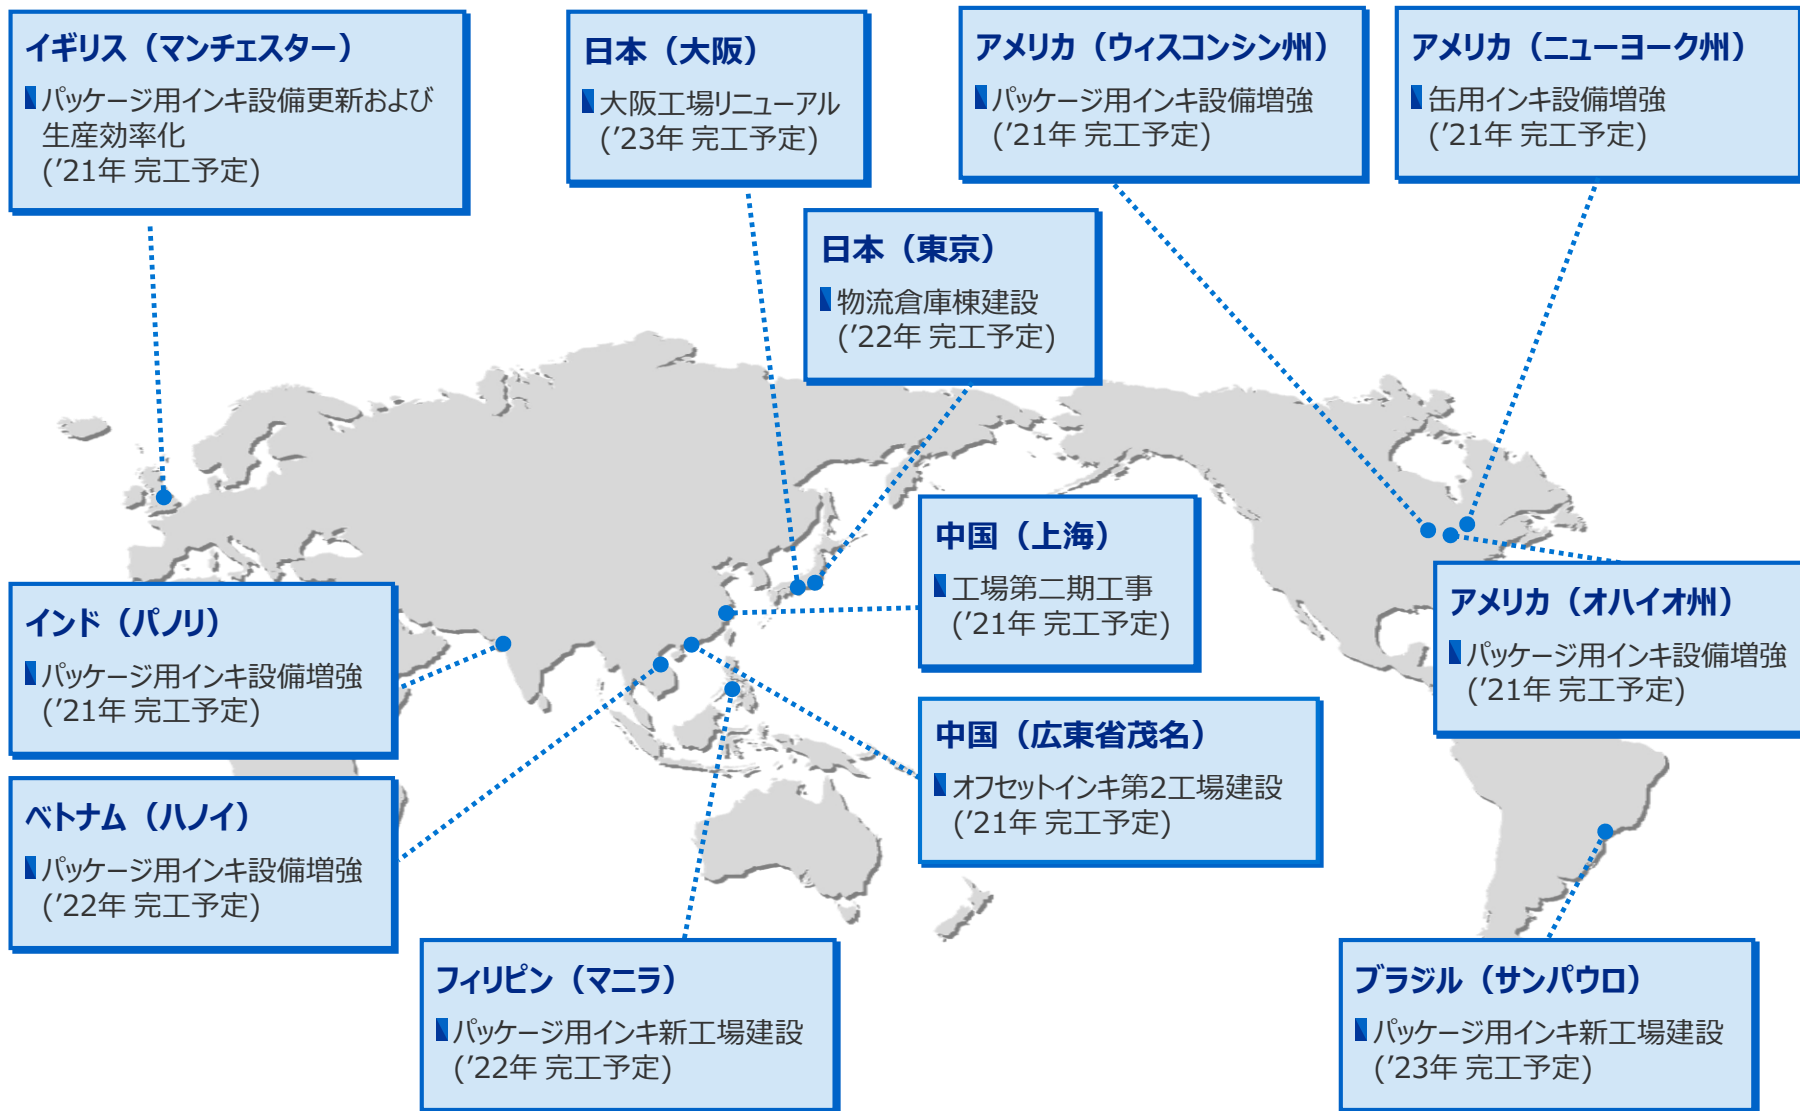 イギリス（マンチェスター）
パッケージ用インキ設備更新および
生産効率化
(’21年 完工予定)
日本（大阪）
大阪工場リニューアル
(’23年 完工予定)
アメリカ（ウィスコンシン州）
パッケージ用インキ設備増強
(’21年 完工予定)
アメリカ（ニューヨーク州）
缶用インキ設備増強
(’21年 完工予定)
日本（東京）
物流倉庫棟建設
(’22年 完工予定)
中国（上海）
工場第二期工事
(’21年 完工予定)
アメリカ（オハイオ州）
パッケージ用インキ設備増強
(’21年 完工予定)
インド（パノリ）
パッケージ用インキ設備増強
(’21年 完工予定)
中国（広東省茂名）
オフセットインキ第2工場建設
(’21年 完工予定)
ベトナム（ハノイ）
パッケージ用インキ設備増強
(’22年 完工予定)
フィリピン（マニラ）
パッケージ用インキ新工場建設
(’22年 完工予定)
ブラジル（サンパウロ）
パッケージ用インキ新工場建設
(’23年 完工予定)